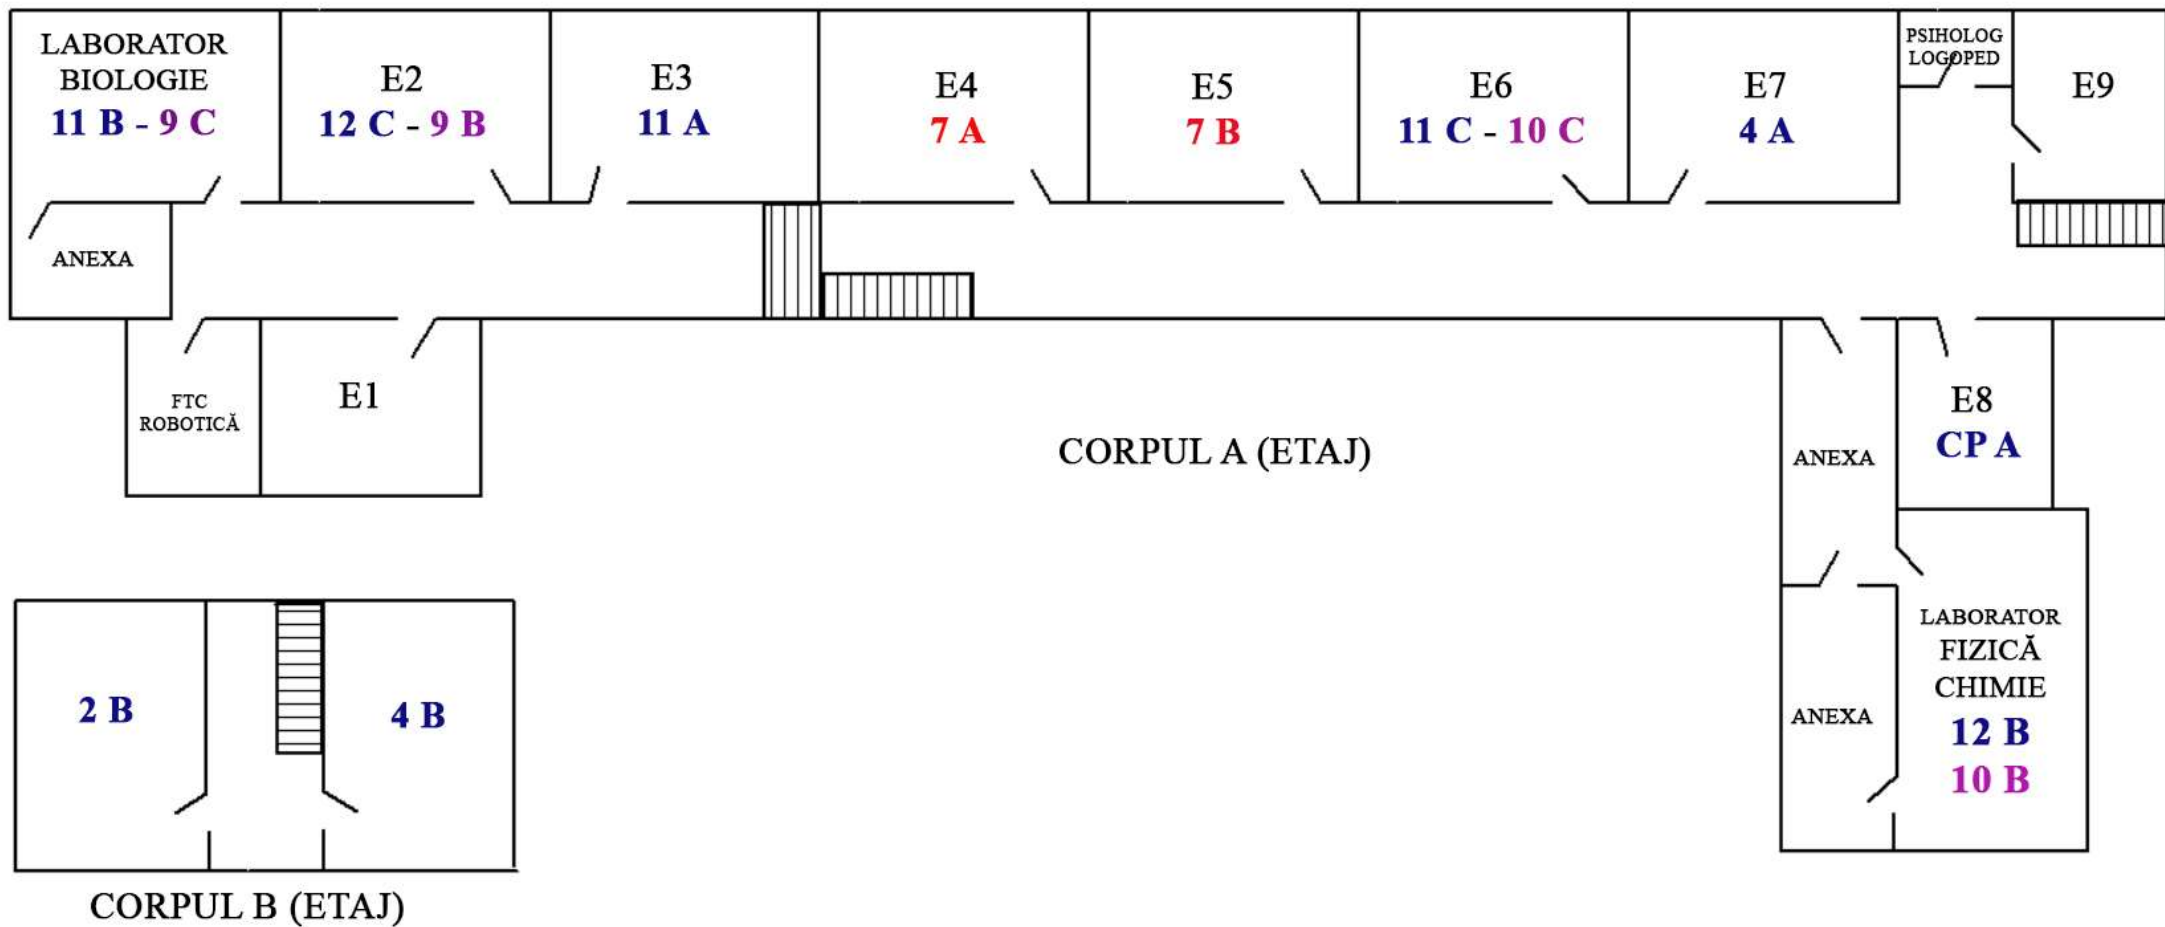 LABORATOR
BIOLOGIE
11 B - 9 C
E2
12 C - 9 B
E3
11 A
E4
7 A
E5
7 B
E6
11 C - 10 C
E7
4 A
PSIHOLOG
LOGOPED
E9
ANEXA
FTC
ROBOTICĂ
E1
CORPUL A (ETAJ)
ANEXA
E8
CP A
2 B
4 B
ANEXA
LABORATOR
FIZICĂ
CHIMIE
12 B
10 B
CORPUL B (ETAJ)